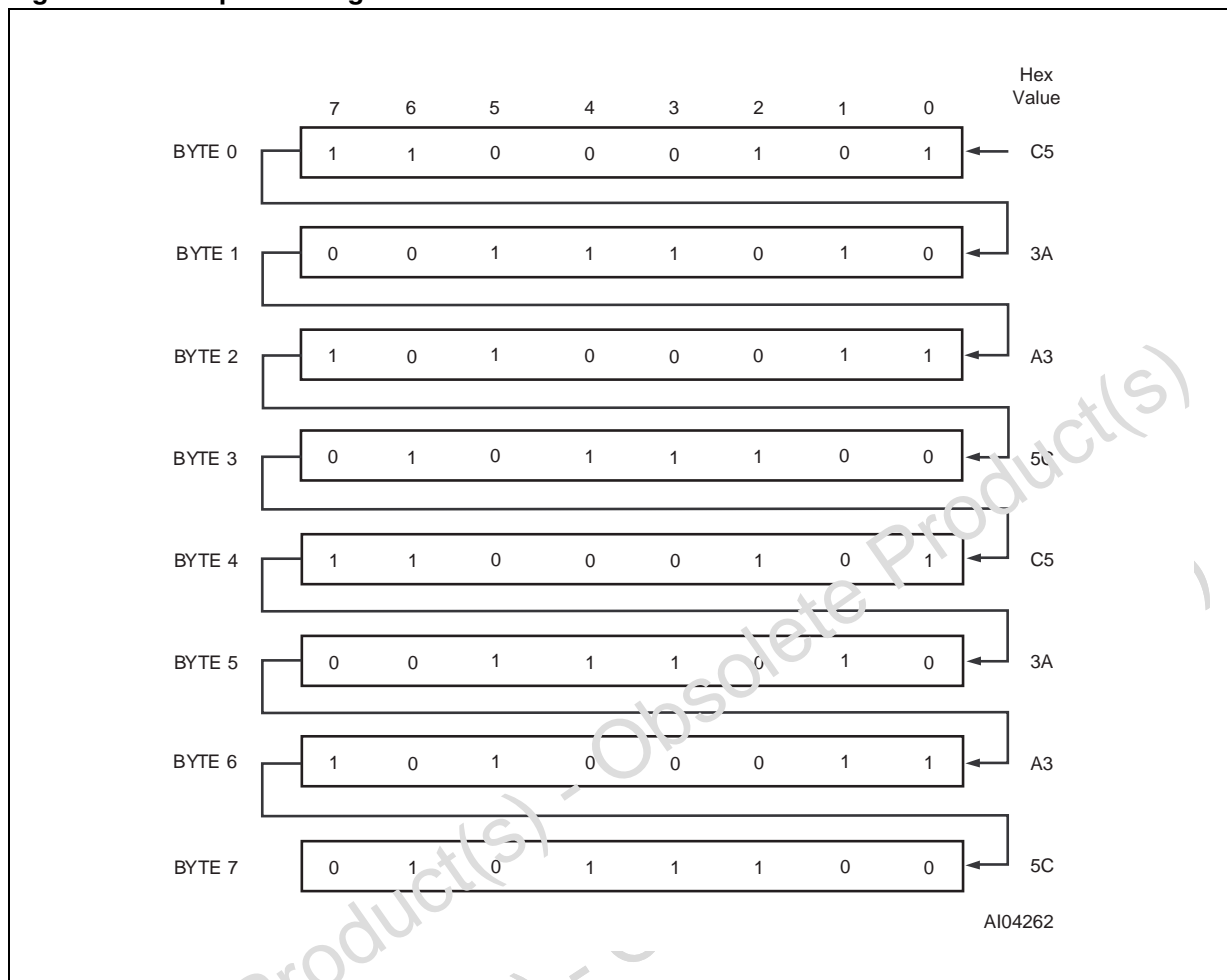 Hex
Value
7 6 5 4 3 2 1 0
BYTE 0 1 1 0 0 0 1 0 1 C5
BYTE 1 0 0 1 1 1 0 1 0 3A
BYTE 2 1 0 1 0 0 0 1 1 A3
BYTE 3 0 1 0 1 1 1 0 0 5C
BYTE 4 1 1 0 0 0 1 0 1 C5
BYTE 5 0 0 1 1 1 0 1 0 3A
BYTE 6 1 0 1 0 0 0 1 1 A3
BYTE 7 0 1 0 1 1 1 0 0 5C
AI04262
Product(s) - Obsolete Product(s)